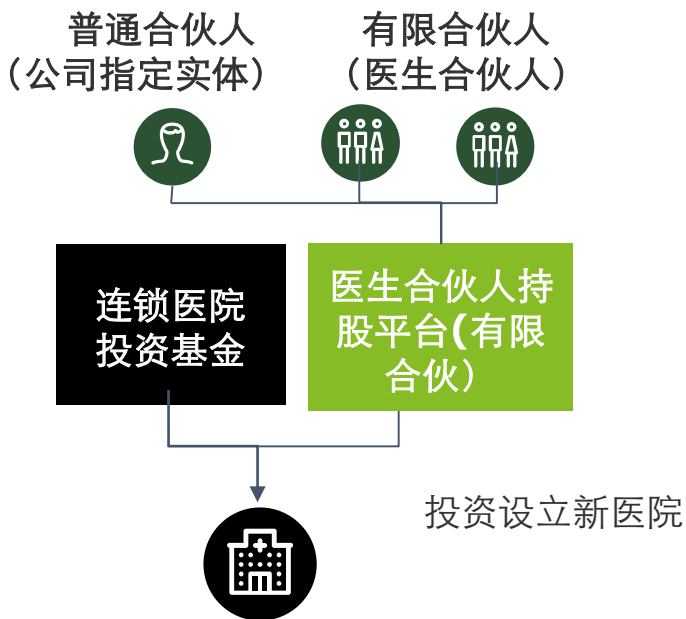 普通合伙人
（公司指定实体）
有限合伙人
（医生合伙人）
连锁医院
投资基金
医生合伙人持
股平台(有限
合伙）
投资设立新医院